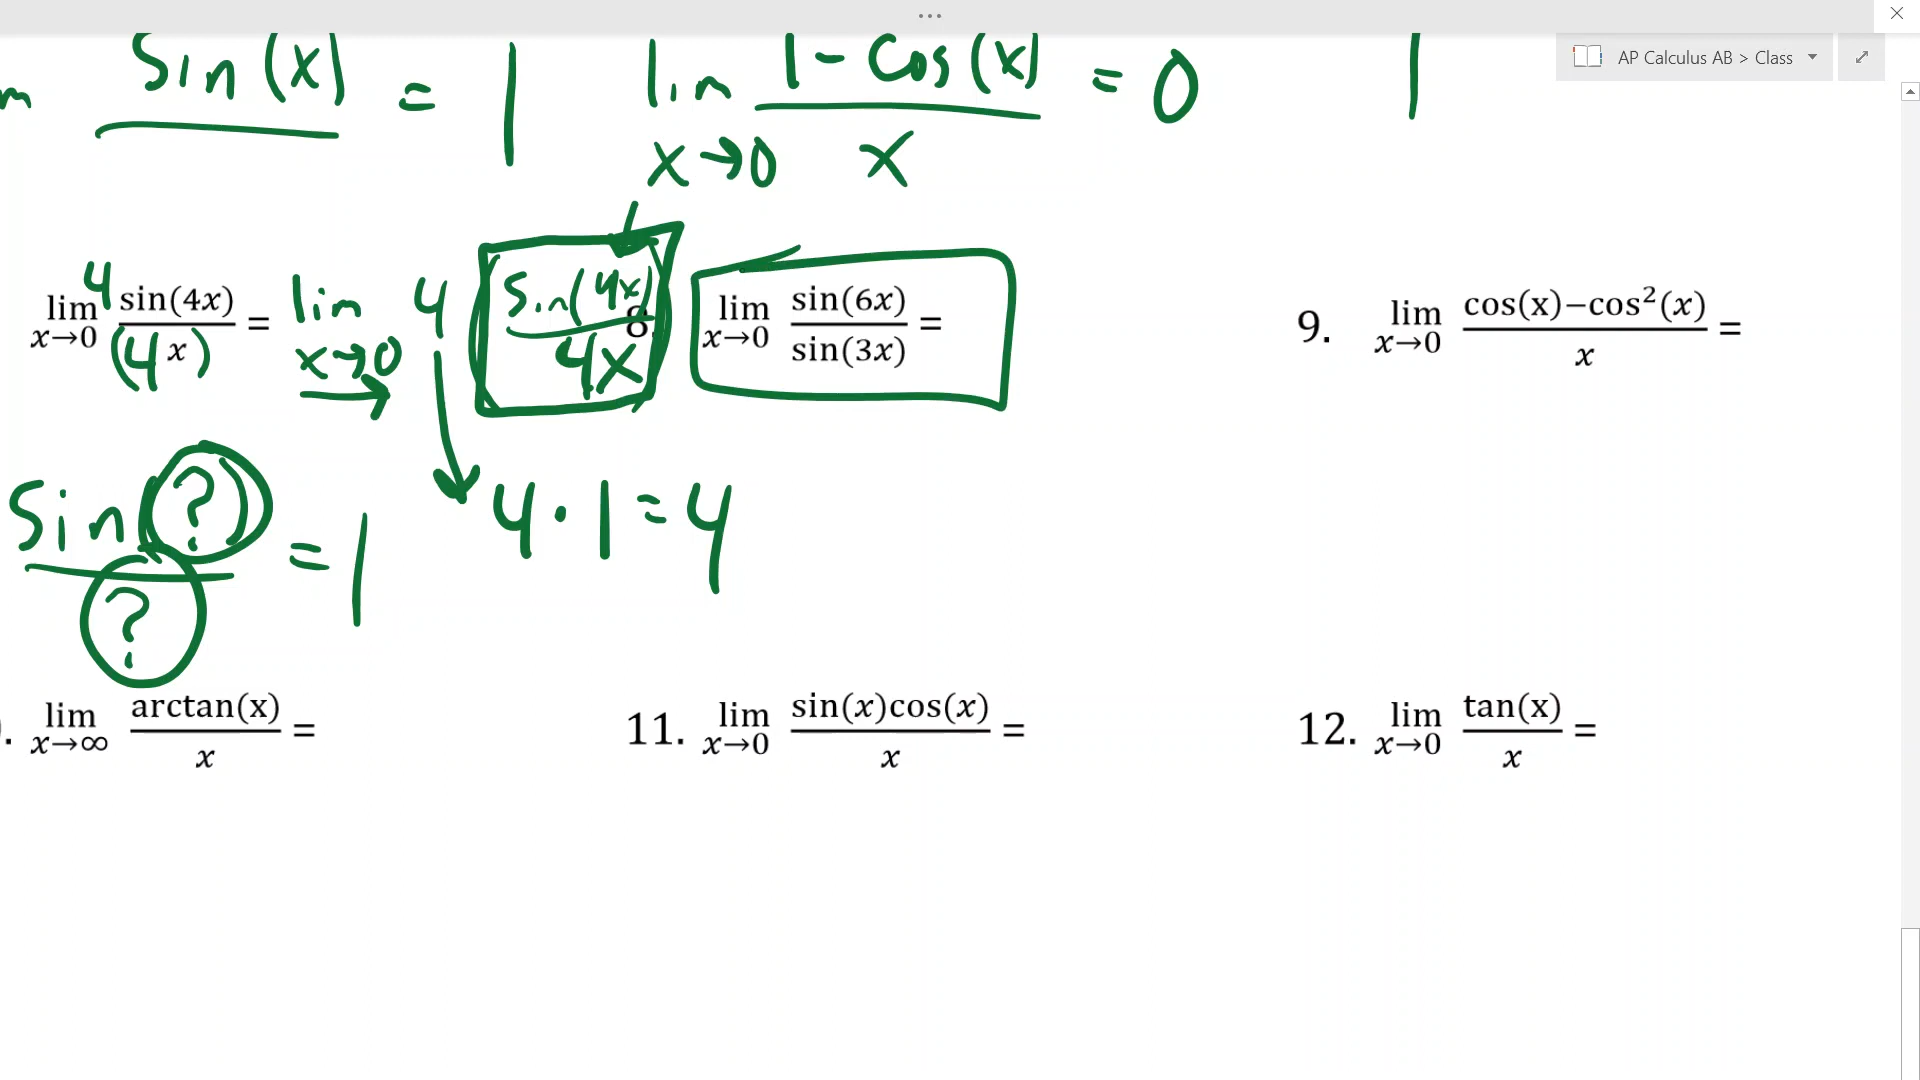 AP Calculus AB > Class
m sin(x) = 1
lim x→0 1 - cos(x) / x = 0
1
4 lim x→0 sin(4x) / (4x) =
lim x→0 4 (sin(4x) / 4x)
8. lim x→0 sin(6x) / sin(3x) =
9. lim x→0 cos(x)−cos²(x) / x =
sin(?) / ? = 1
4 · 1 = 4
. lim x→∞ arctan(x) / x =
11. lim x→0 sin(x)cos(x) / x =
12. lim x→0 tan(x) / x =